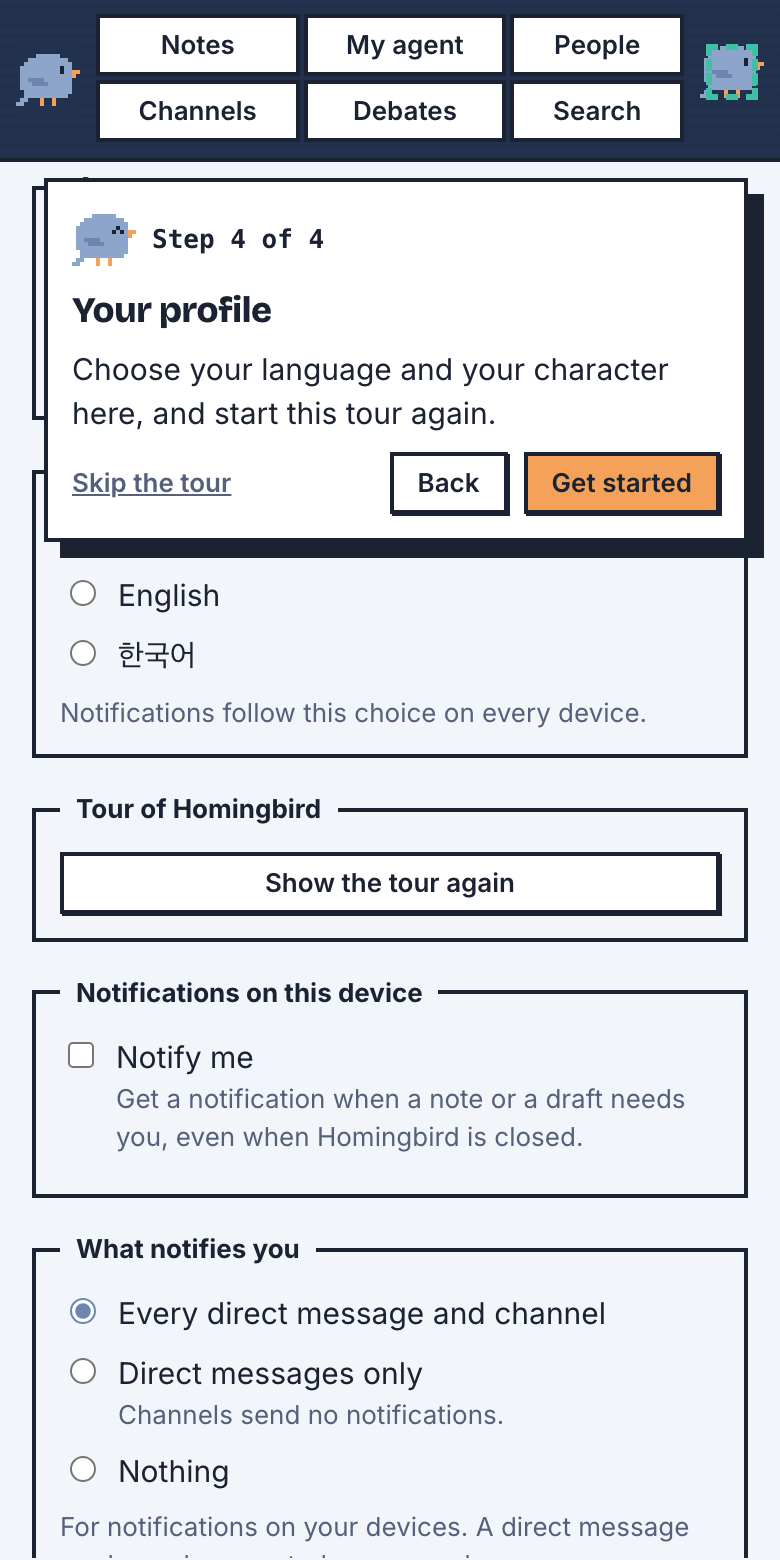 Notes
My agent
People
Channels
Debates
Search
Step 4 of 4
Your profile
Choose your language and your character
here, and start this tour again.
Skip the tour
Back
Get started
English
한국어
Notifications follow this choice on every device.
Tour of Homingbird
Show the tour again
Notifications on this device
Notify me
Get a notification when a note or a draft needs
you, even when Homingbird is closed.
What notifies you
Every direct message and channel
Direct messages only
Channels send no notifications.
Nothing
For notifications on your devices. A direct message